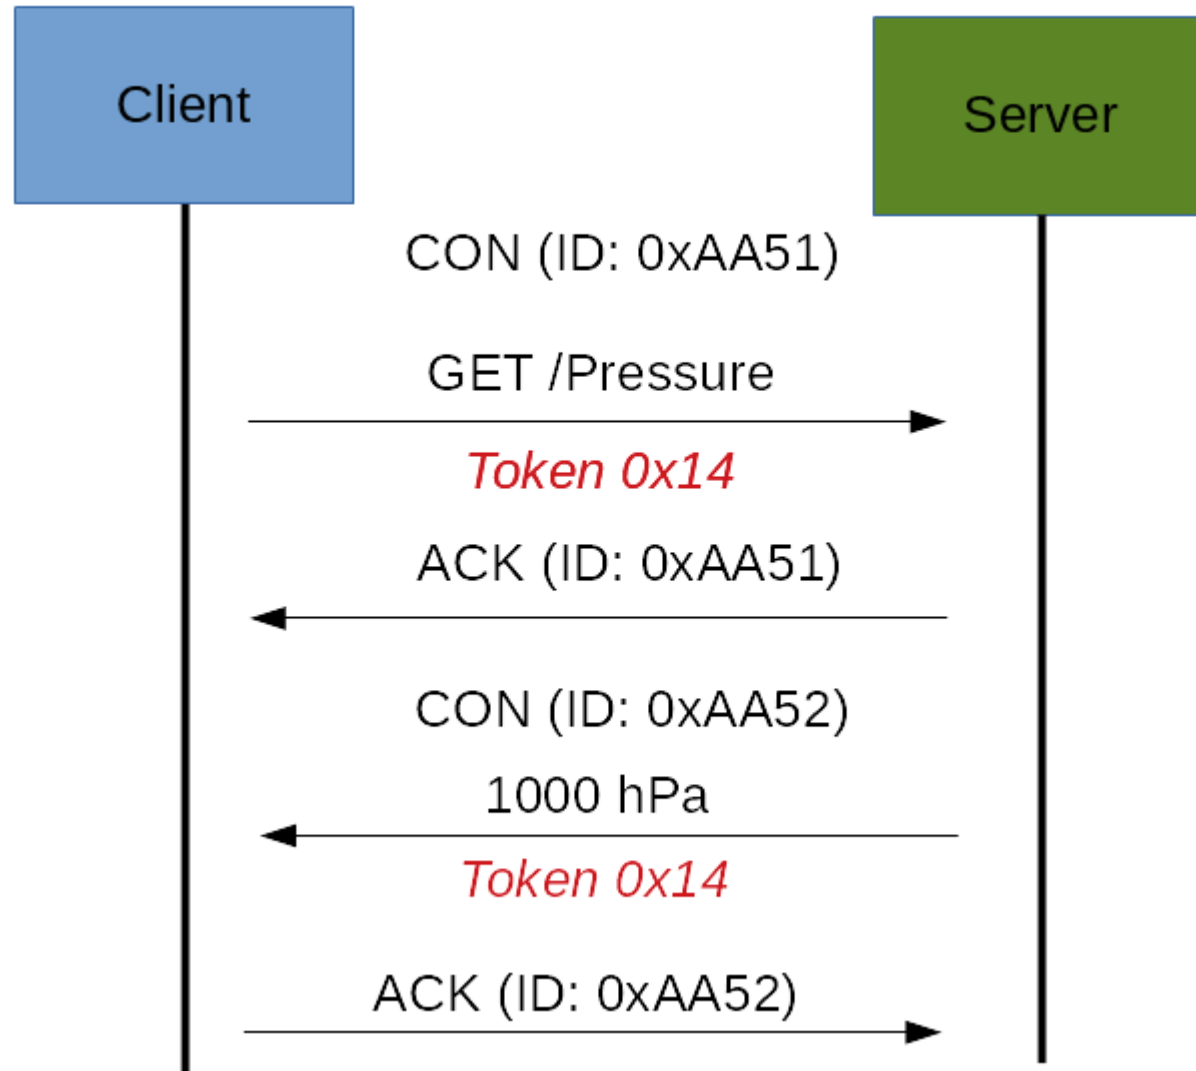 Client
Server
CON (ID: 0xAA51)
GET /Pressure
Token 0x14
ACK (ID: 0xAA51)
CON (ID: 0xAA52)
1000 hPa
Token 0x14
ACK (ID: 0xAA52)